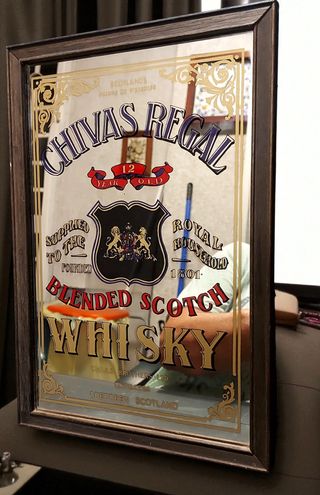 SCOTLAND'S
PRINCE OF WHISKIES
CHIVAS REGAL
12
YEAR OLD
SUPPLIED TO THE
ROYAL HOUSEHOLD
FOUNDED 1801
BLENDED SCOTCH
WHISKY
ABERDEEN SCOTLAND